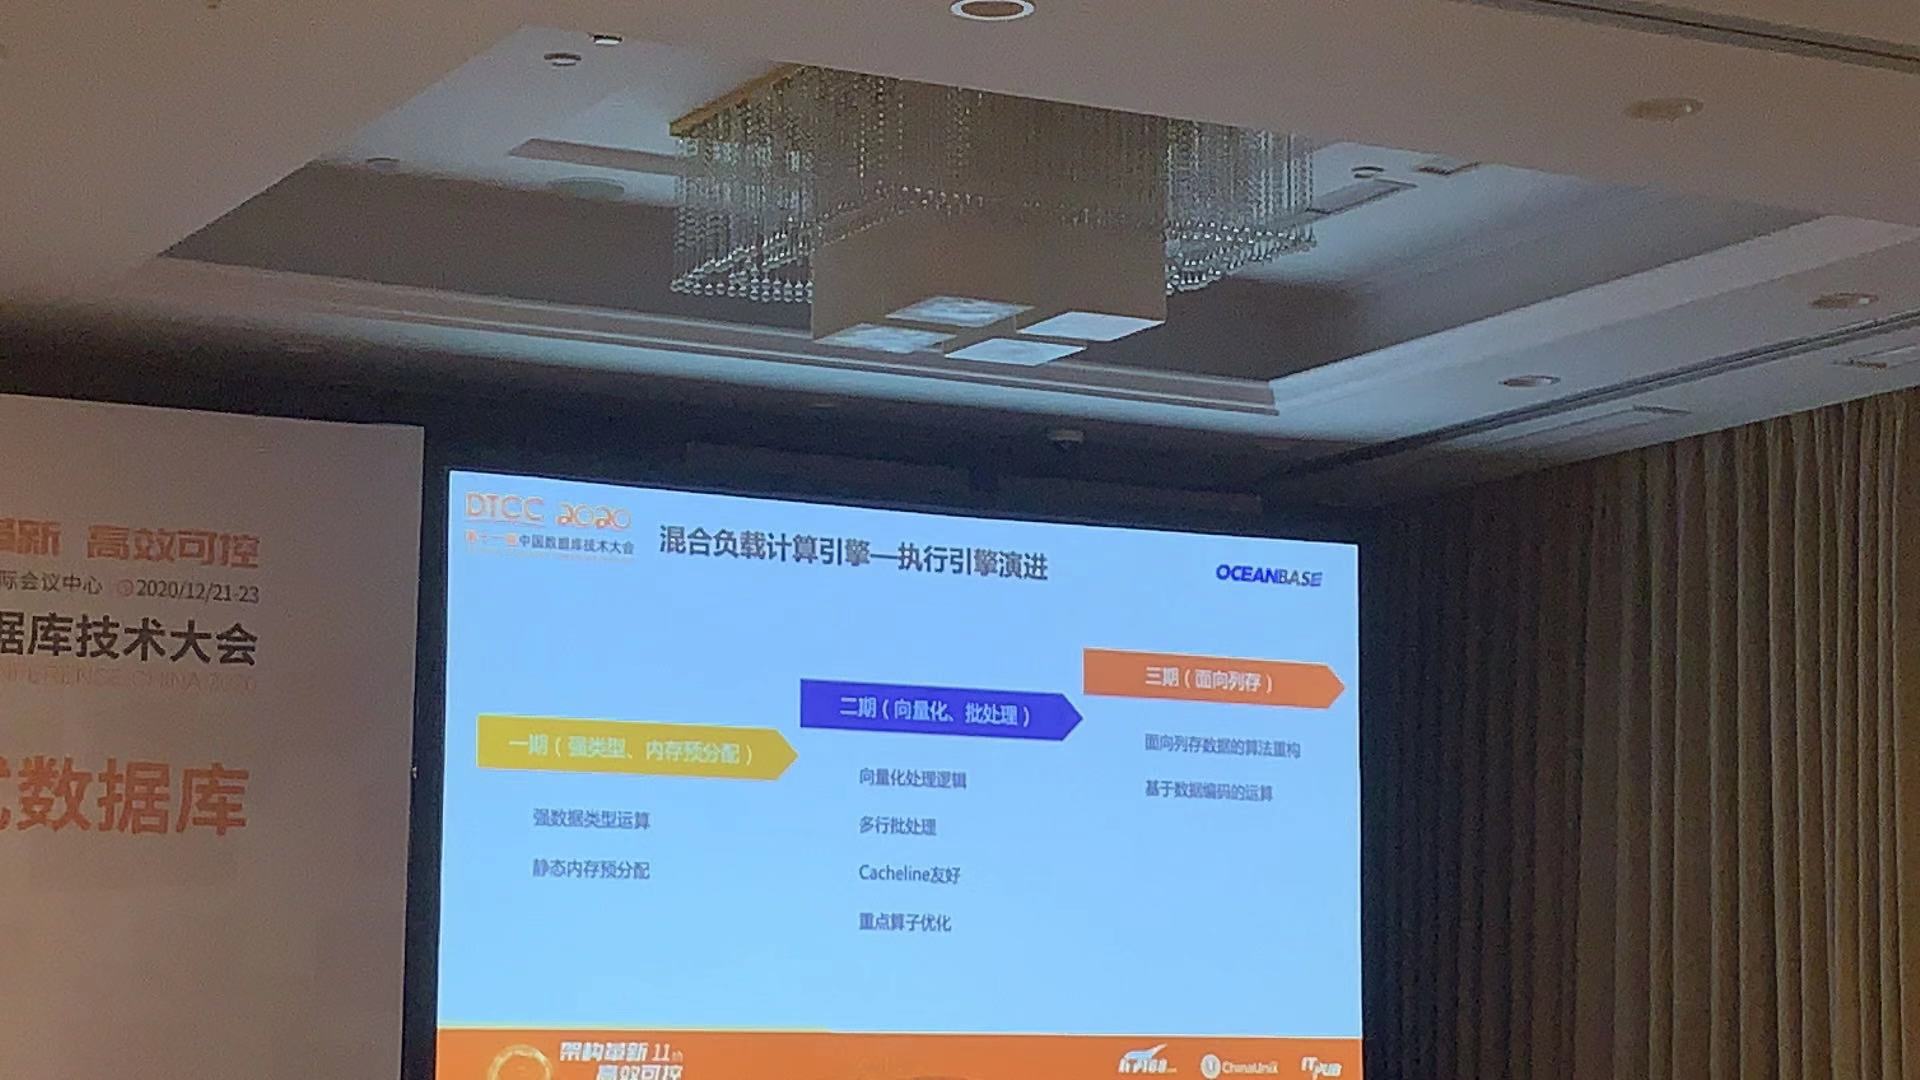 革新 高效可控
际会议中心 2020/12/21-23
据库技术大会
CONFERENCE CHINA 2020
式数据库
DTCC 2020
第十一届中国数据库技术大会
混合负载计算引擎—执行引擎演进
OCEANBASE
一期（强类型、内存预分配）
强数据类型运算
静态内存预分配
二期（向量化、批处理）
向量化处理逻辑
多行批处理
Cacheline友好
重点算子优化
三期（面向列存）
面向列存数据的算法重构
基于数据编码的运算
架构革新 11th
高效可控
ITPUB
ChinaUnix